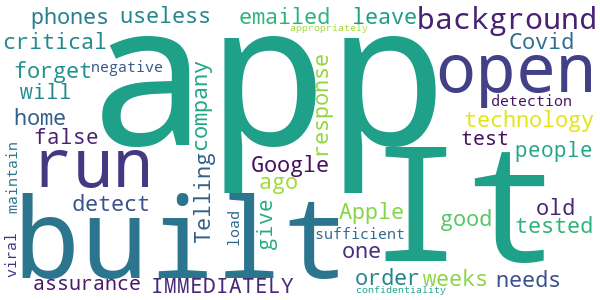 phones useless emailed leave background
appropriately
critical app Covid open
forget negative
will company response detection
home technology
false Google test people
run
maintain detect Telling ago It
built load give Apple good old tested
sufficient
viral one
assurance IMMEDIATELY order weeks needs
confidentiality